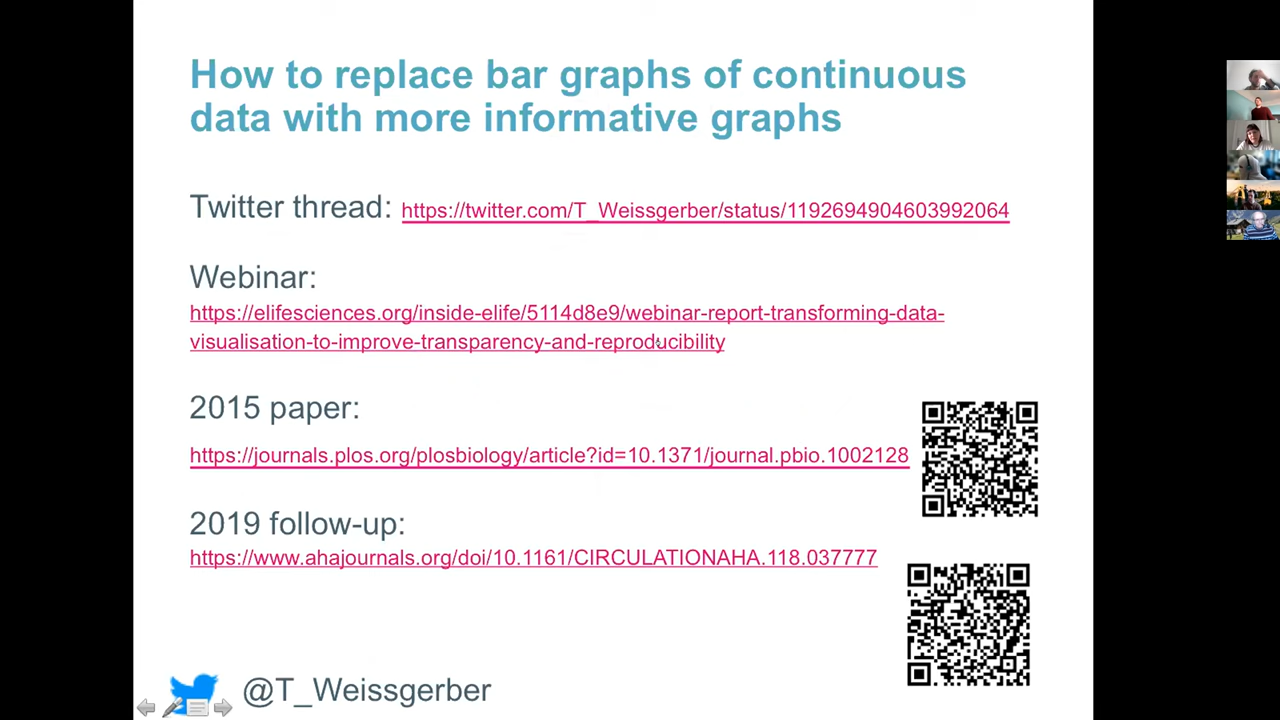 How to replace bar graphs of continuous
data with more informative graphs
Twitter thread: https://twitter.com/T_Weissgerber/status/1192694904603992064
Webinar:
https://elifesciences.org/inside-elife/5114d8e9/webinar-report-transforming-data-
visualisation-to-improve-transparency-and-reproducibility
2015 paper:
https://journals.plos.org/plosbiology/article?id=10.1371/journal.pbio.1002128
2019 follow-up:
https://www.ahajournals.org/doi/10.1161/CIRCULATIONAHA.118.037777
@T_Weissgerber